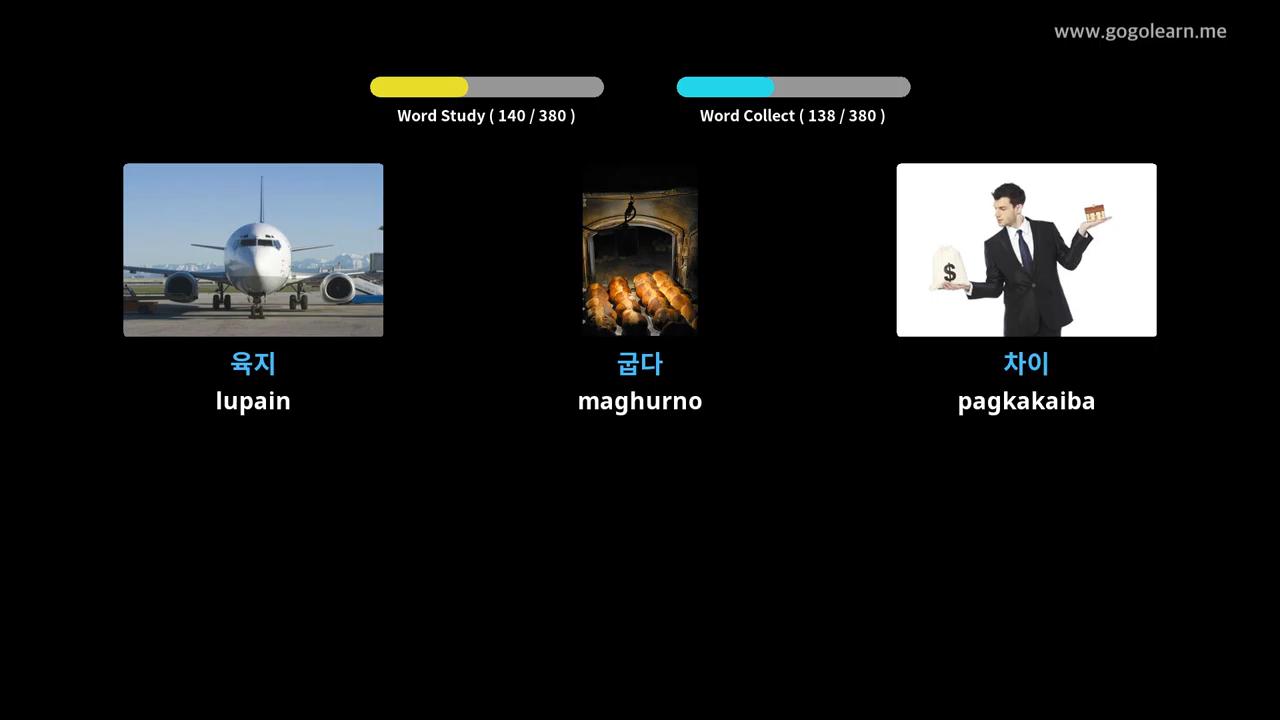 www.gogolearn.me
Word Study ( 140 / 380 )
Word Collect ( 138 / 380 )
$
육지
굽다
차이
lupain
maghurno
pagkakaiba